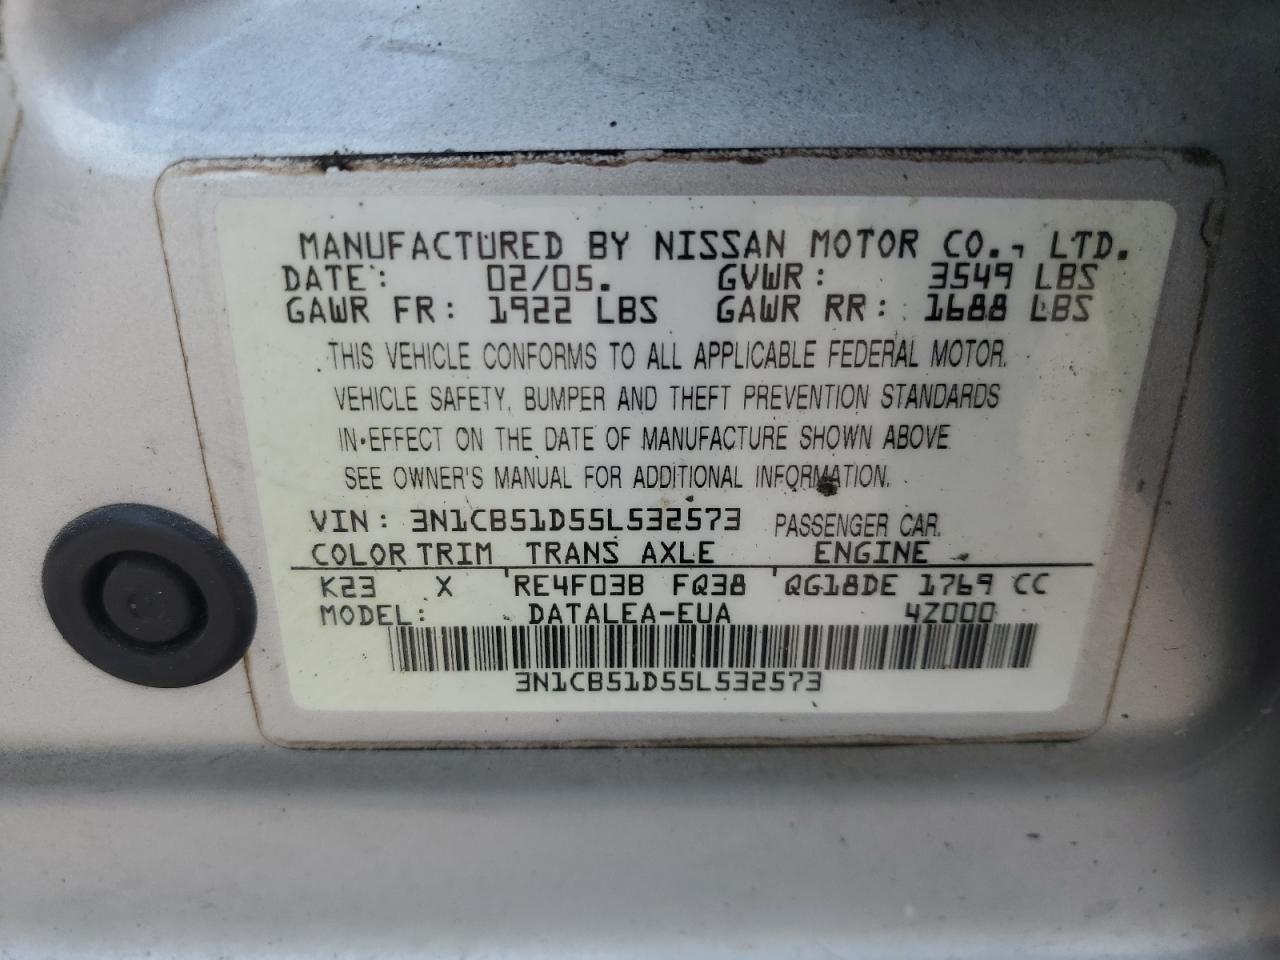 MANUFACTURED BY NISSAN MOTOR CO., LTD.
DATE: 02/05. GVWR: 3549 LBS
GAWR FR: 1922 LBS GAWR RR: 1688 LBS
THIS VEHICLE CONFORMS TO ALL APPLICABLE FEDERAL MOTOR
VEHICLE SAFETY, BUMPER AND THEFT PREVENTION STANDARDS
IN EFFECT ON THE DATE OF MANUFACTURE SHOWN ABOVE
SEE OWNER'S MANUAL FOR ADDITIONAL INFORMATION.
VIN: 3N1CB51D55L532573 PASSENGER CAR.
COLOR TRIM TRANS AXLE ENGINE
K23 X RE4F03B FQ38 QG18DE 1769 CC
MODEL: DATALEA-EUA 4Z000
3N1CB51D55L532573